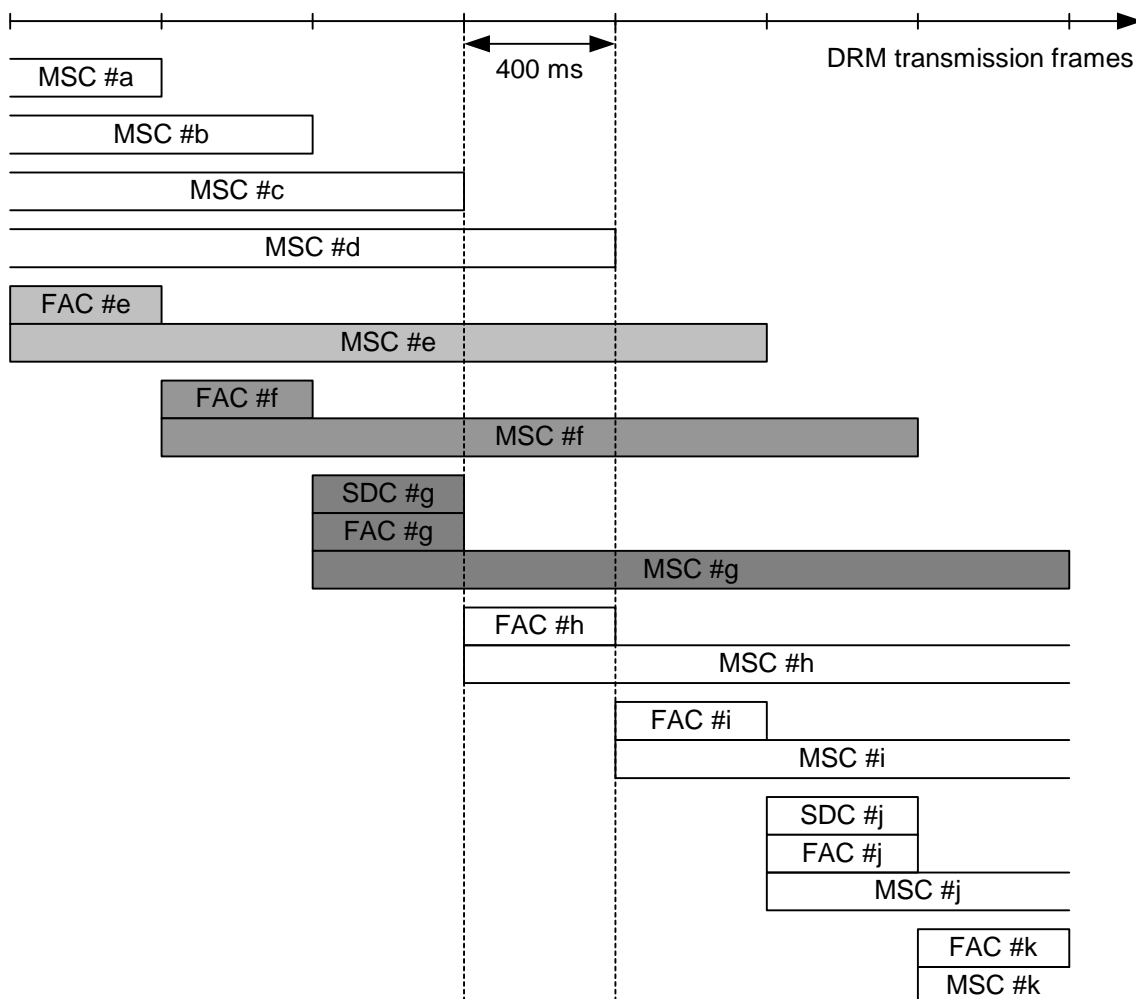 DRM transmission frames
400 ms
MSC #a
MSC #b
MSC #c
MSC #d
FAC #e
MSC #e
FAC #f
MSC #f
SDC #g
FAC #g
MSC #g
FAC #h
MSC #h
FAC #i
MSC #i
SDC #j
FAC #j
MSC #j
FAC #k
MSC #k